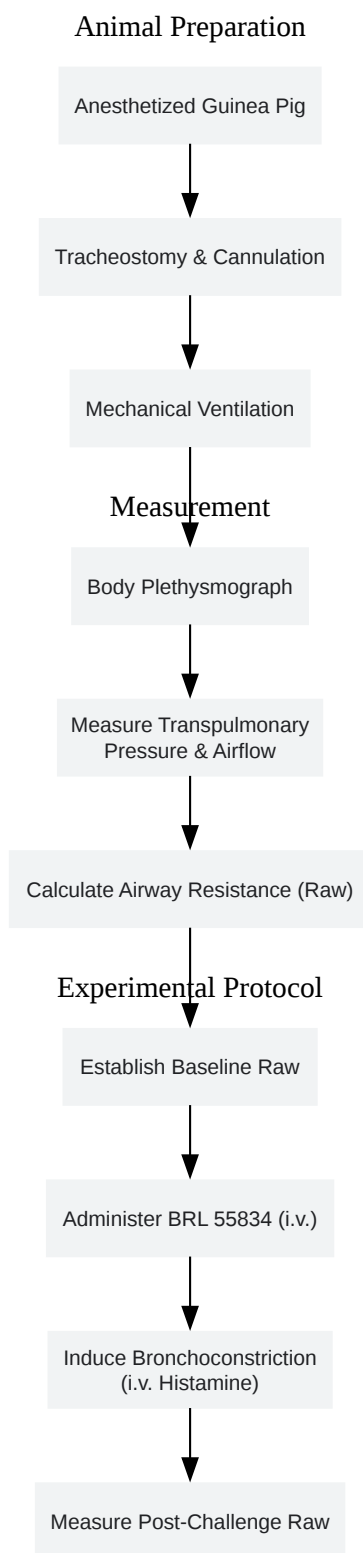 Animal Preparation
Anesthetized Guinea Pig
Tracheostomy & Cannulation
Mechanical Ventilation
Measurement
Body Plethysmograph
Measure Transpulmonary
Pressure & Airflow
Calculate Airway Resistance (Raw)
Experimental Protocol
Establish Baseline Raw
Administer BRL 55834 (i.v.)
Induce Bronchoconstriction
(i.v. Histamine)
Measure Post-Challenge Raw